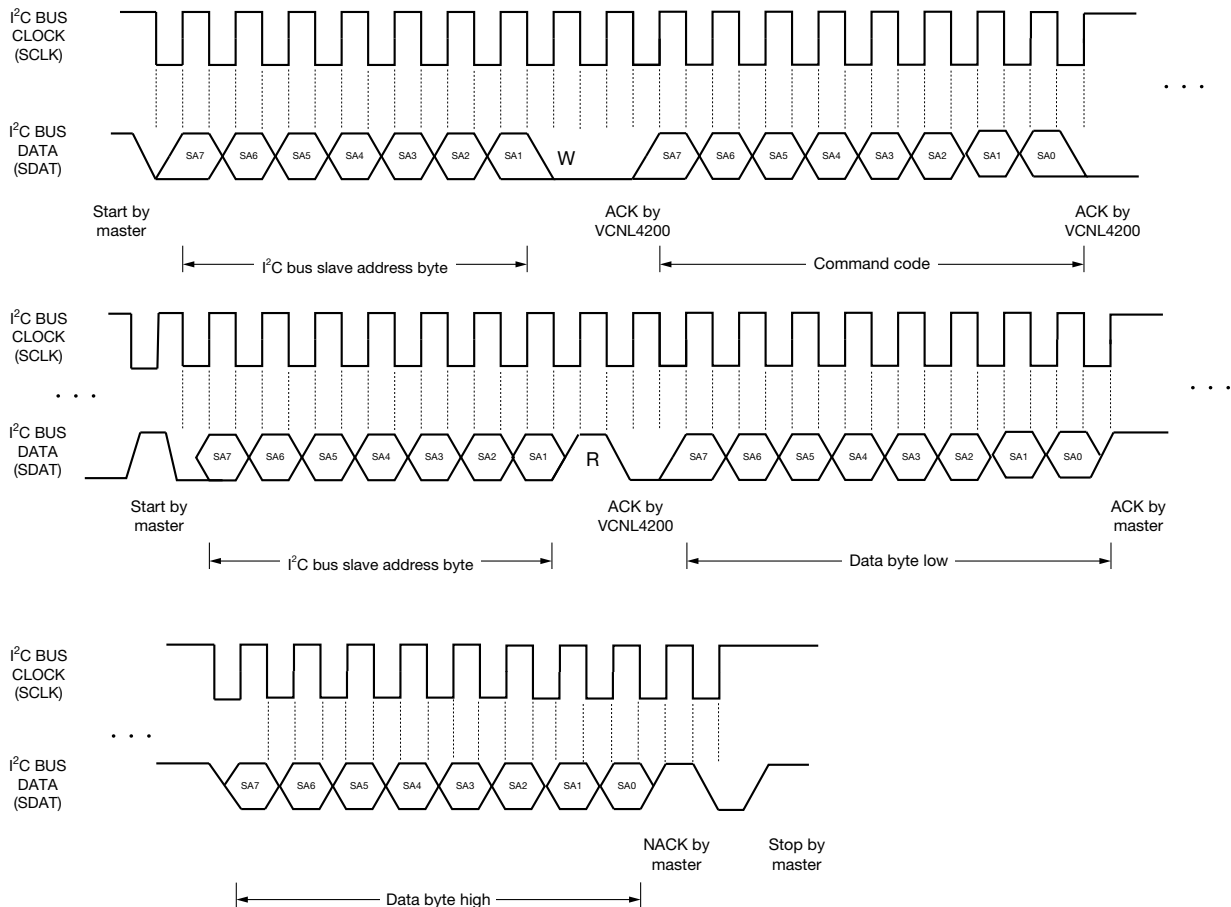 I²C BUS
CLOCK
(SCLK)
. . .
I²C BUS
DATA
(SDAT)
SA7 SA6 SA5 SA4 SA3 SA2 SA1 W SA7 SA6 SA5 SA4 SA3 SA2 SA1 SA0
Start by
master
ACK by
VCNL4200
ACK by
VCNL4200
I²C bus slave address byte
Command code
I²C BUS
CLOCK
(SCLK)
. . .
. . .
I²C BUS
DATA
(SDAT)
SA7 SA6 SA5 SA4 SA3 SA2 SA1 R SA7 SA6 SA5 SA4 SA3 SA2 SA1 SA0
Start by
master
ACK by
VCNL4200
ACK by
master
I²C bus slave address byte
Data byte low
I²C BUS
CLOCK
(SCLK)
. . .
I²C BUS
DATA
(SDAT)
SA7 SA6 SA5 SA4 SA3 SA2 SA1 SA0
NACK by
master
Stop by
master
Data byte high